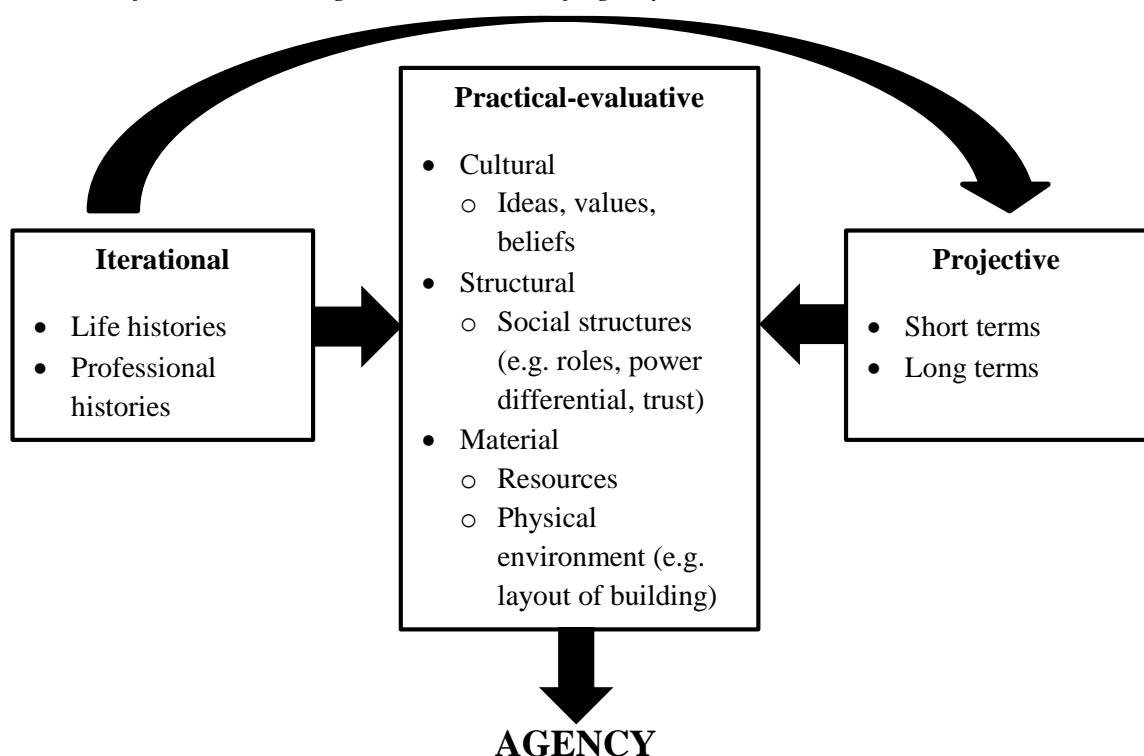 Practical-evaluative
• Cultural
o Ideas, values,
beliefs
• Structural
o Social structures
(e.g. roles, power
differential, trust)
• Material
o Resources
o Physical
environment (e.g.
layout of building)
Iterational
• Life histories
• Professional
histories
Projective
• Short terms
• Long terms
AGENCY